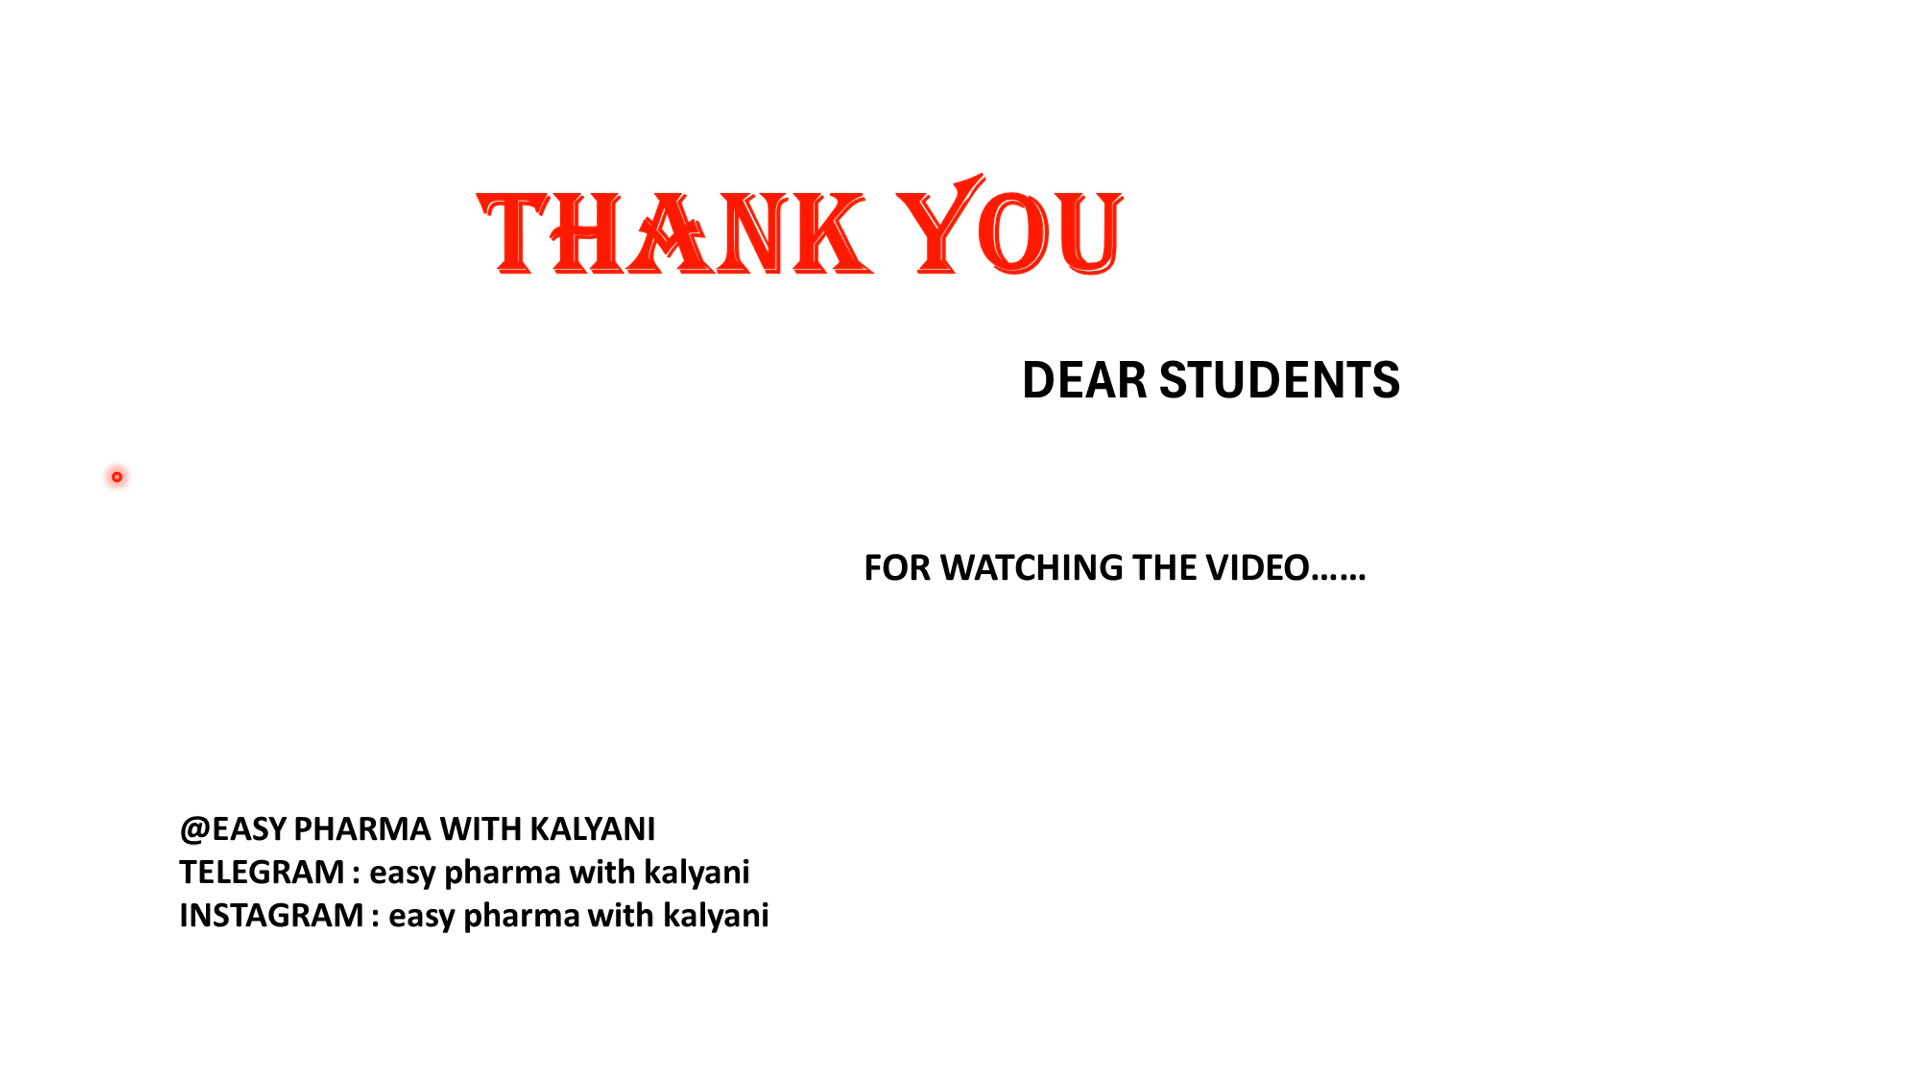 THANK YOU
DEAR STUDENTS
FOR WATCHING THE VIDEO......
@EASY PHARMA WITH KALYANI
TELEGRAM : easy pharma with kalyani
INSTAGRAM : easy pharma with kalyani